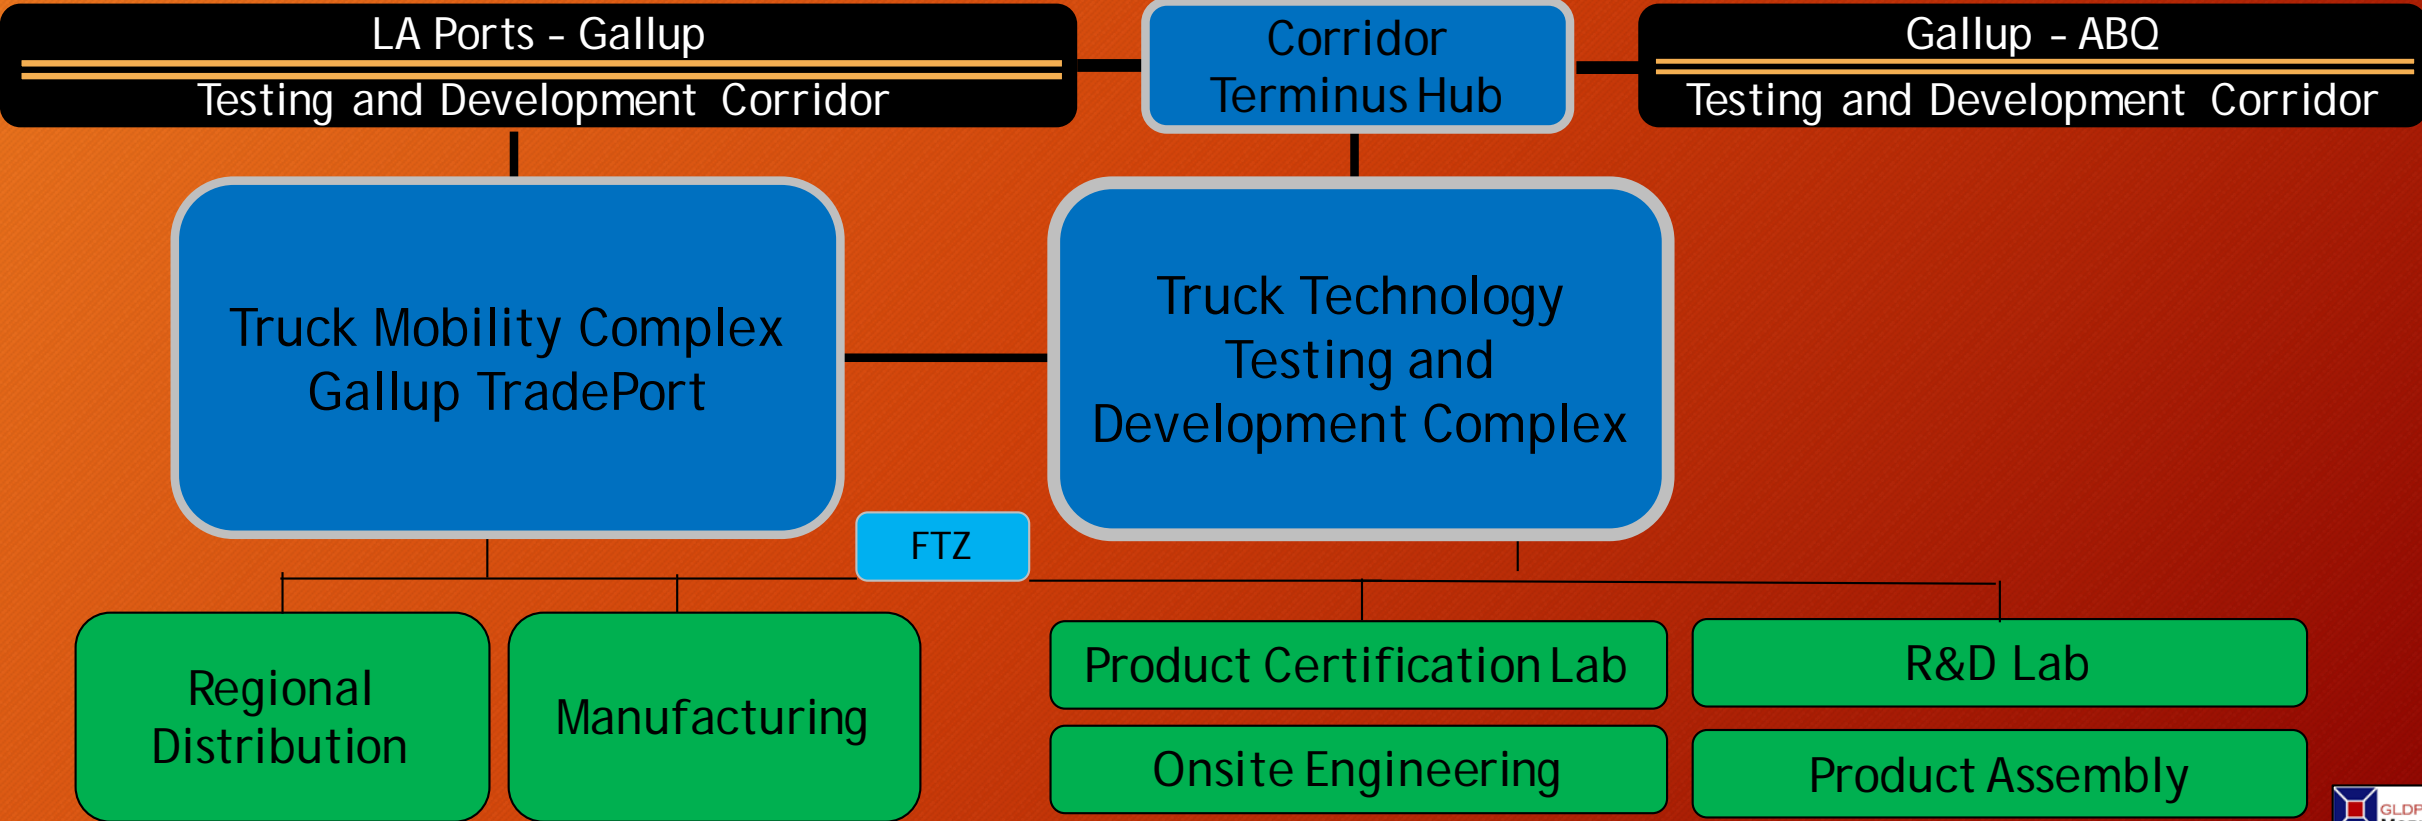 LA Ports – Gallup
Testing and Development Corridor
Corridor
Terminus Hub
Gallup – ABQ
Testing and Development Corridor
Truck Mobility Complex
Gallup TradePort
Truck Technology
Testing and
Development Complex
FTZ
Regional
Distribution
Manufacturing
Product Certification Lab
Onsite Engineering
R&D Lab
Product Assembly